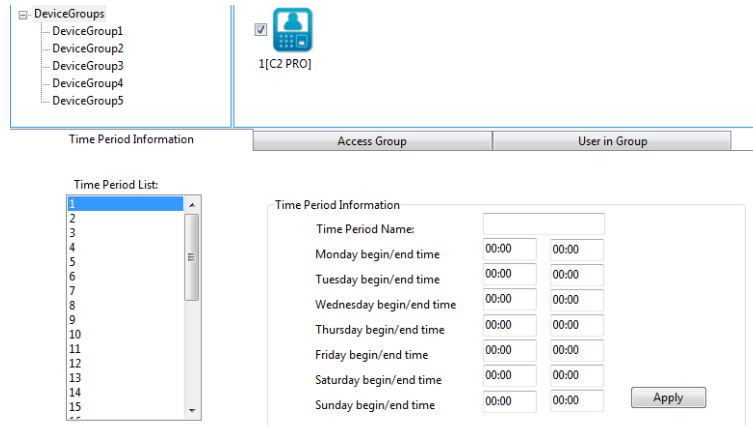 DeviceGroups
DeviceGroup1
DeviceGroup2
DeviceGroup3
DeviceGroup4
DeviceGroup5
1[C2 PRO]
Time Period Information
Access Group
User in Group
Time Period List:
1
2
3
4
5
6
7
8
9
10
11
12
13
14
15
Time Period Information
Time Period Name:
Monday begin/end time 00:00 00:00
Tuesday begin/end time 00:00 00:00
Wednesday begin/end time 00:00 00:00
Thursday begin/end time 00:00 00:00
Friday begin/end time 00:00 00:00
Saturday begin/end time 00:00 00:00
Sunday begin/end time 00:00 00:00
Apply